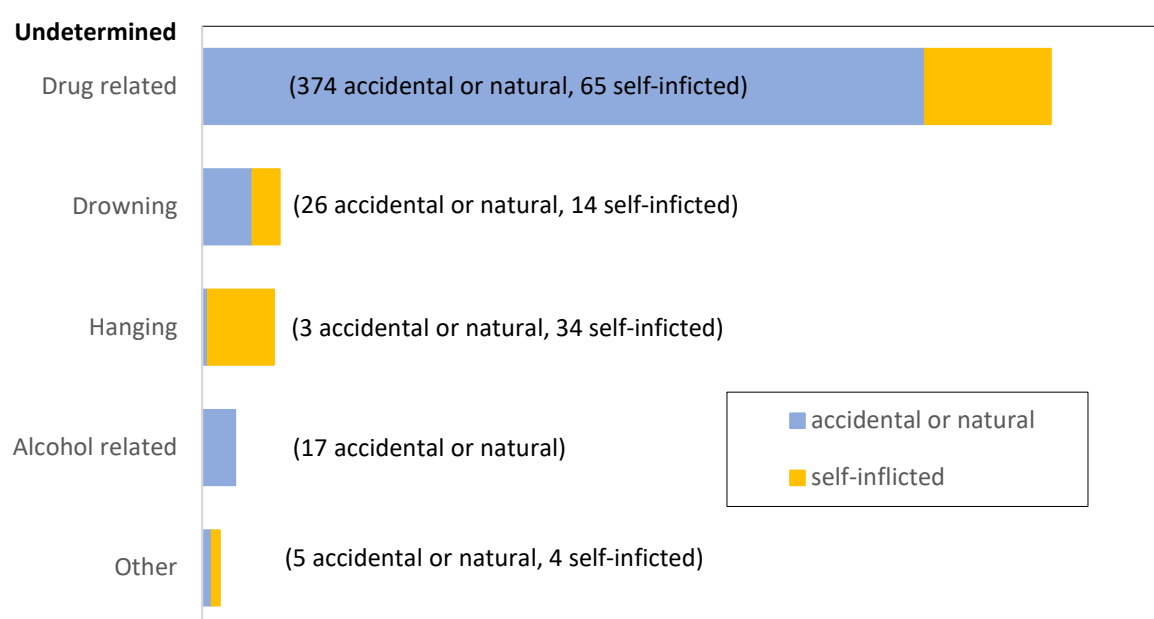 Undetermined
Drug related
(374 accidental or natural, 65 self-inficted)
Drowning
(26 accidental or natural, 14 self-inficted)
Hanging
(3 accidental or natural, 34 self-inficted)
Alcohol related
(17 accidental or natural)
accidental or natural
self-inflicted
Other
(5 accidental or natural, 4 self-inficted)